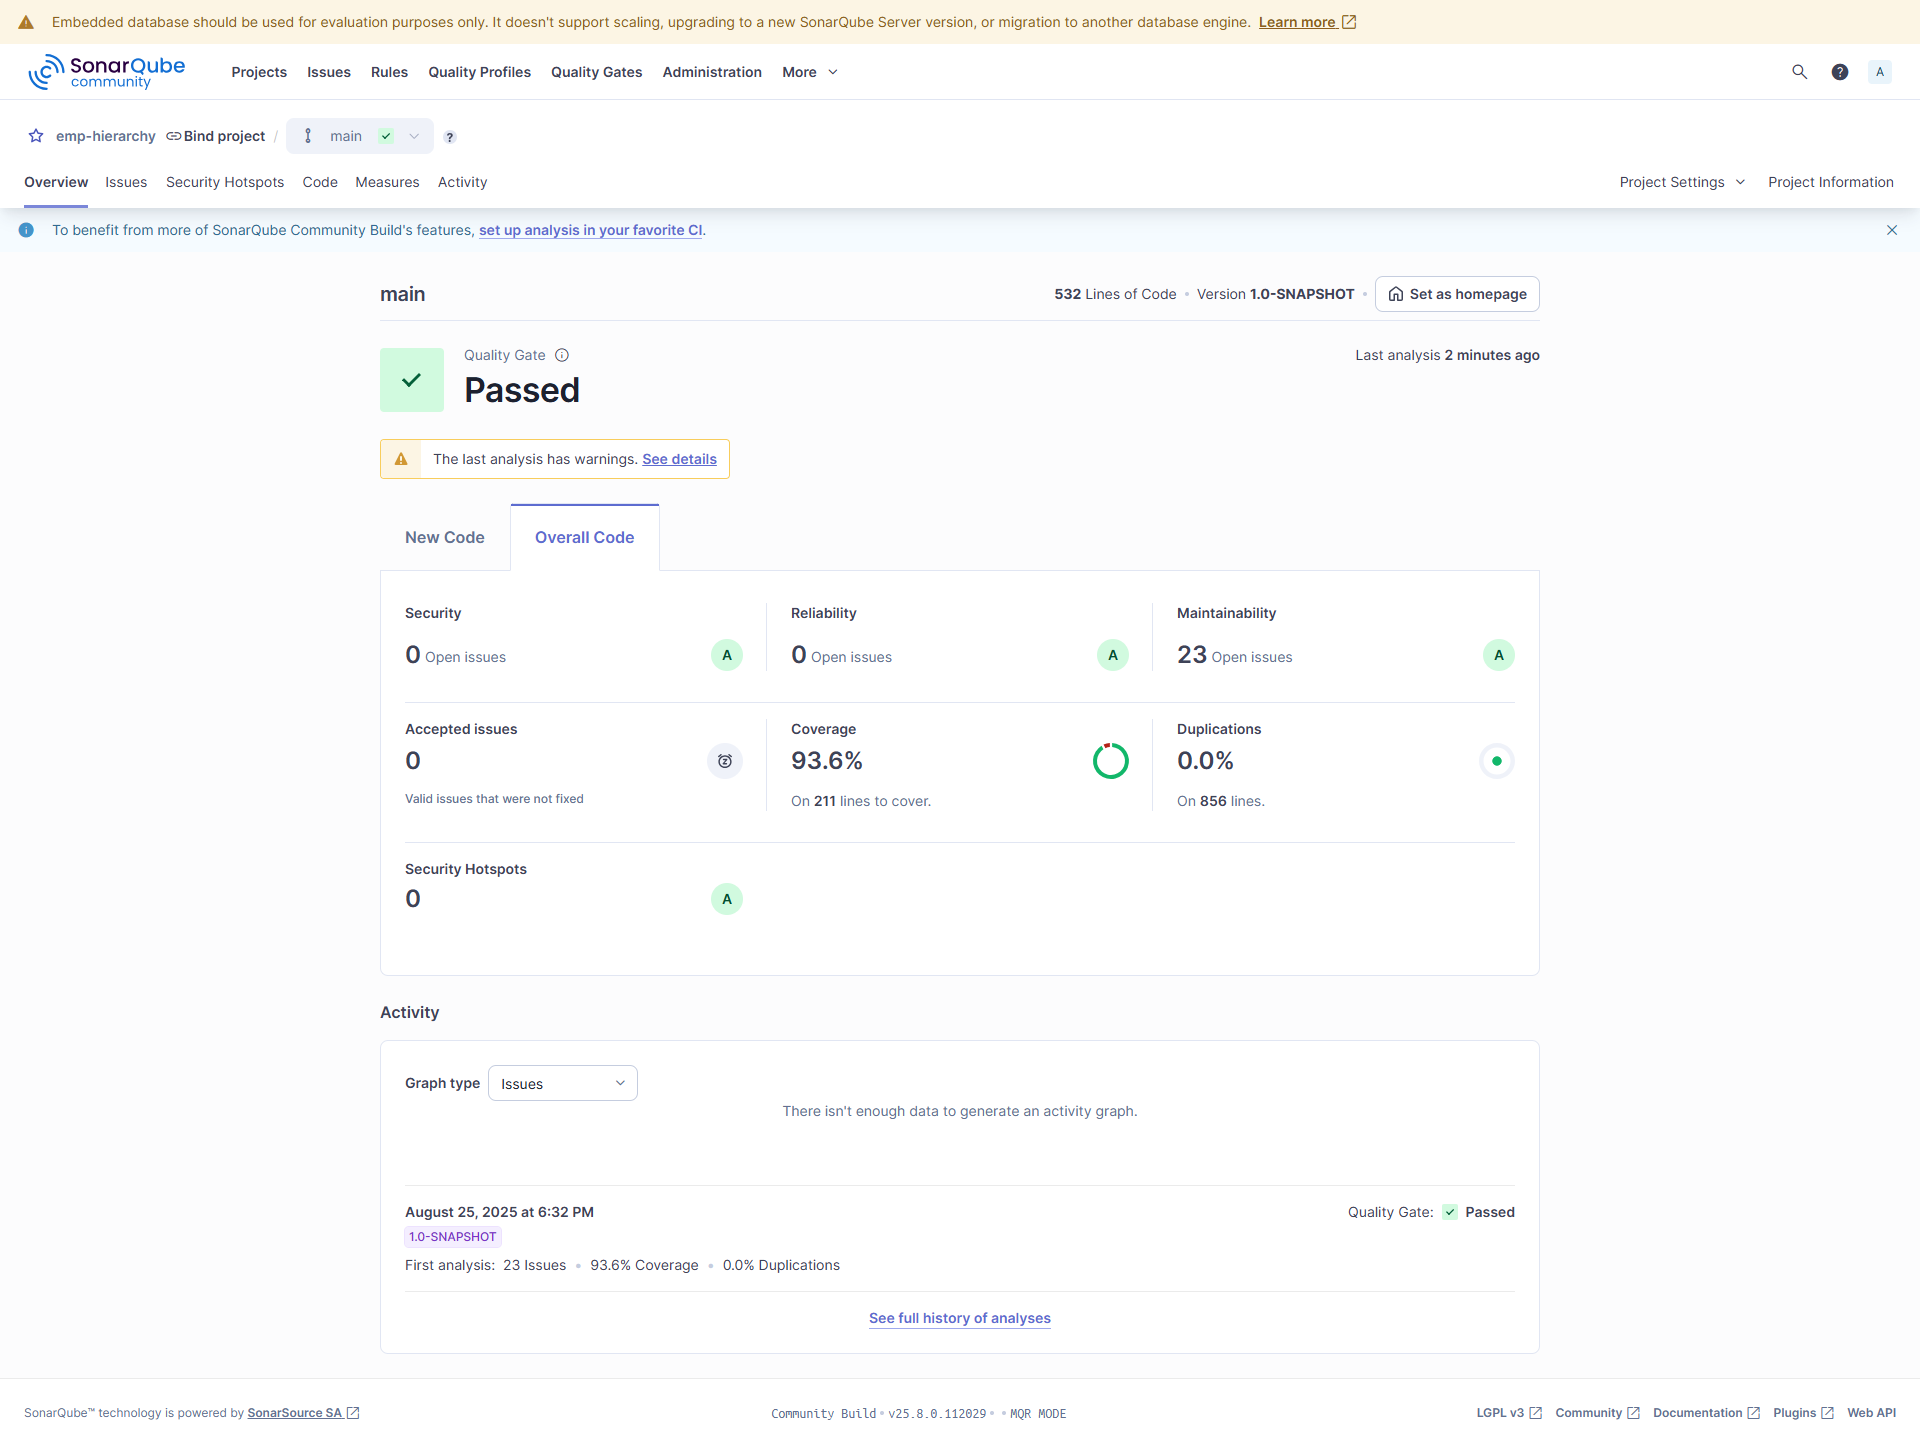 Embedded database should be used for evaluation purposes only. It doesn't support scaling, upgrading to a new SonarQube Server version, or migration to another database engine. Learn more
SonarQube community
Projects Issues Rules Quality Profiles Quality Gates Administration More
? A
emp-hierarchy Bind project / main ?
Overview Issues Security Hotspots Code Measures Activity Project Settings Project Information
To benefit from more of SonarQube Community Build's features, set up analysis in your favorite CI.
main 532 Lines of Code • Version 1.0-SNAPSHOT • Set as homepage
Quality Gate Last analysis 2 minutes ago
Passed
The last analysis has warnings. See details
New Code Overall Code
Security Reliability Maintainability
0 Open issues A 0 Open issues A 23 Open issues A
Accepted issues Coverage Duplications
0 93.6% 0.0%
Valid issues that were not fixed On 211 lines to cover. On 856 lines.
Security Hotspots
0 A
Activity
Graph type Issues
There isn't enough data to generate an activity graph.
August 25, 2025 at 6:32 PM Quality Gate: Passed
1.0-SNAPSHOT
First analysis: 23 Issues • 93.6% Coverage • 0.0% Duplications
See full history of analyses
SonarQube™ technology is powered by SonarSource SA Community Build • v25.8.0.112029 • • MQR MODE LGPL v3 Community Documentation Plugins Web API